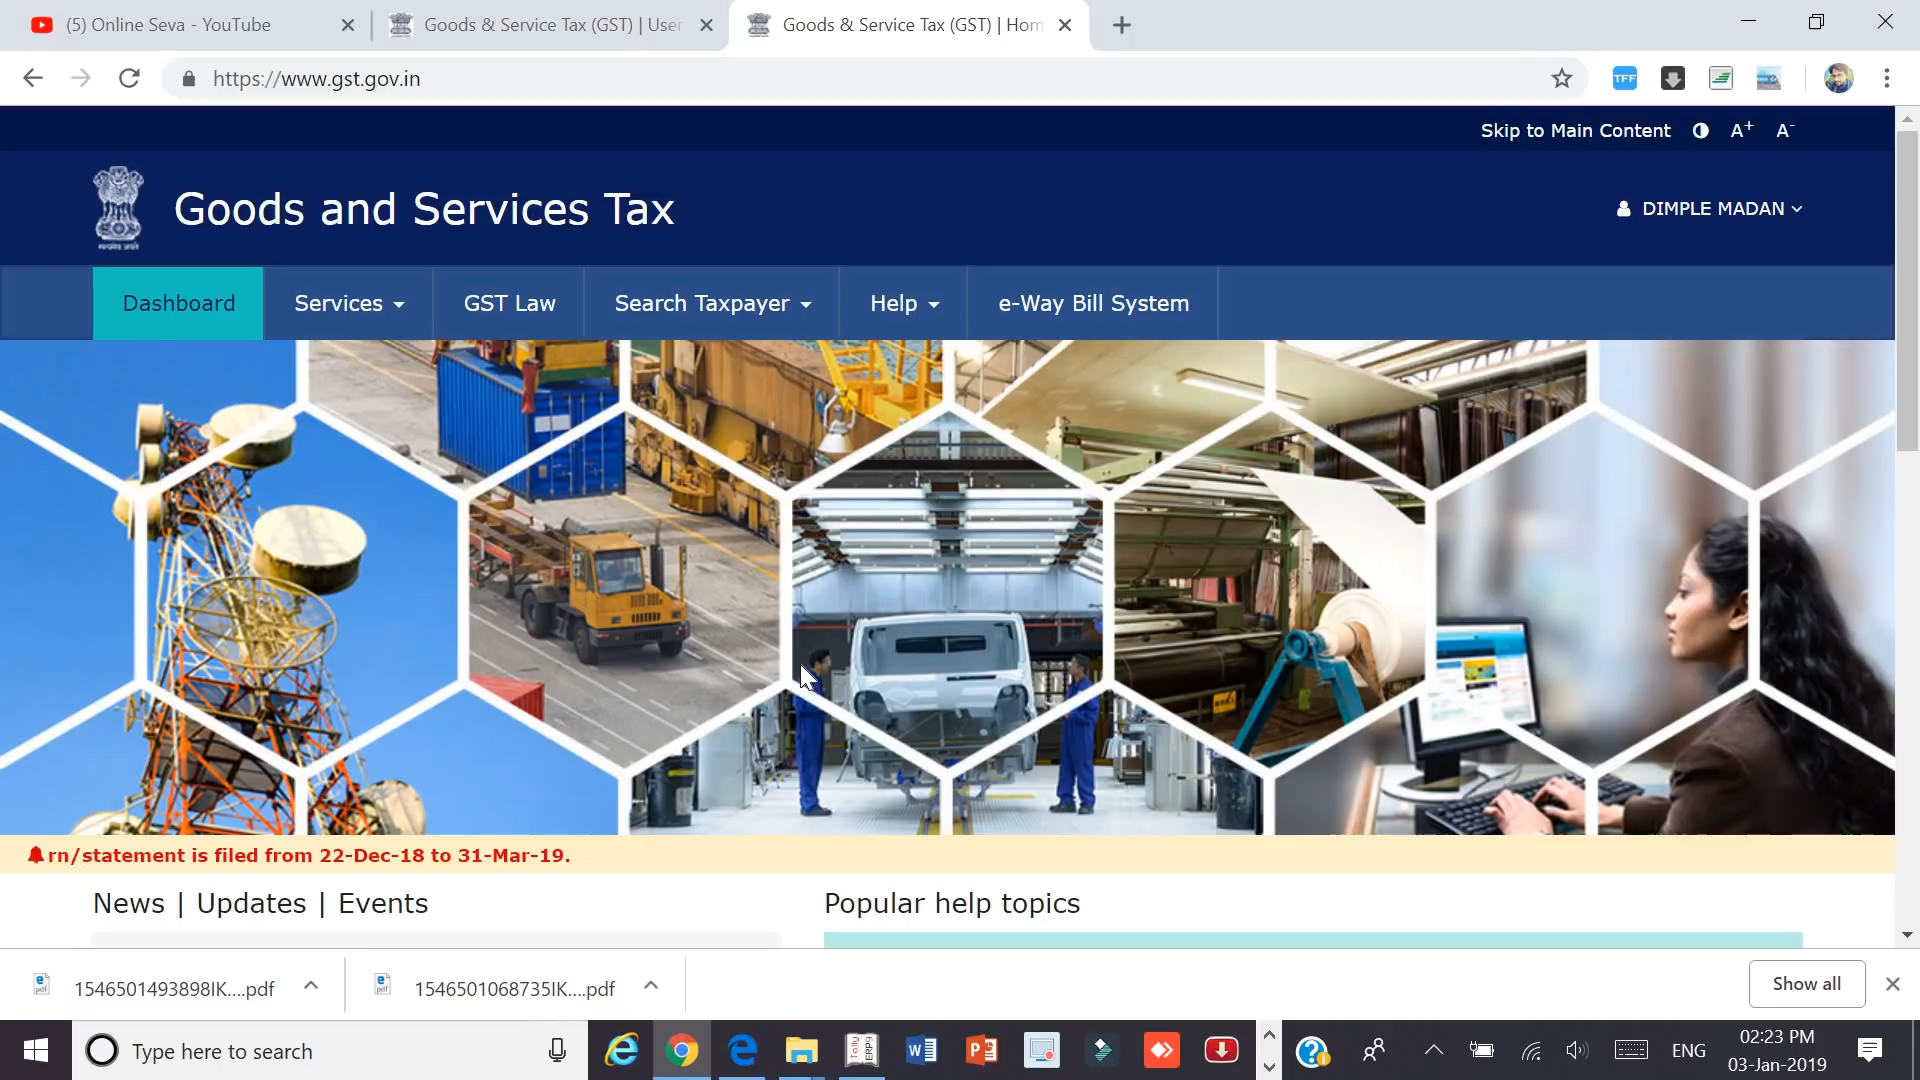 (5) Online Seva - YouTube
Goods & Service Tax (GST) | User
Goods & Service Tax (GST) | Hom
https://www.gst.gov.in
TFF
Skip to Main Content A+ A-
Goods and Services Tax
DIMPLE MADAN
Dashboard
Services
GST Law
Search Taxpayer
Help
e-Way Bill System
rn/statement is filed from 22-Dec-18 to 31-Mar-19.
News | Updates | Events
Popular help topics
1546501493898IK....pdf
1546501068735IK....pdf
Show all
Type here to search
ENG
02:23 PM
03-Jan-2019